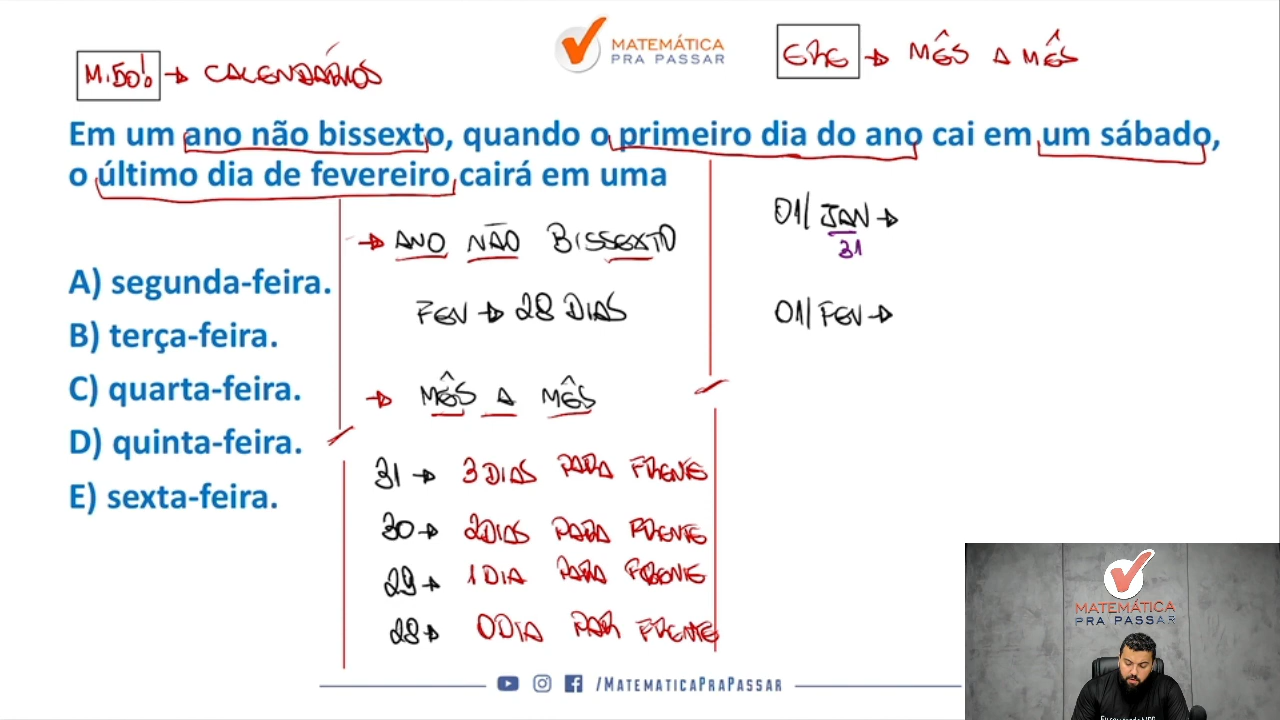 M.50! → CALENDÁRIOS
MATEMÁTICA
PRA PASSAR
→ MÊS A MÊS
Em um ano não bissexto, quando o primeiro dia do ano cai em um sábado,
o último dia de fevereiro cairá em uma
→ ANO NÃO BISSEXTO
FEV → 28 DIAS
→ MÊS A MÊS
31 → 3 DIAS PARA FRENTE
30 → 2 DIAS PARA FRENTE
29 → 1 DIA PARA FRENTE
28 → 0 DIA PAR FRENTE
A) segunda-feira.
B) terça-feira.
C) quarta-feira.
D) quinta-feira.
E) sexta-feira.
01/JAN →
31
01/FEV →
MATEMÁTICA
PRA PASSAR
/MATEMATICAPRAPASSAR